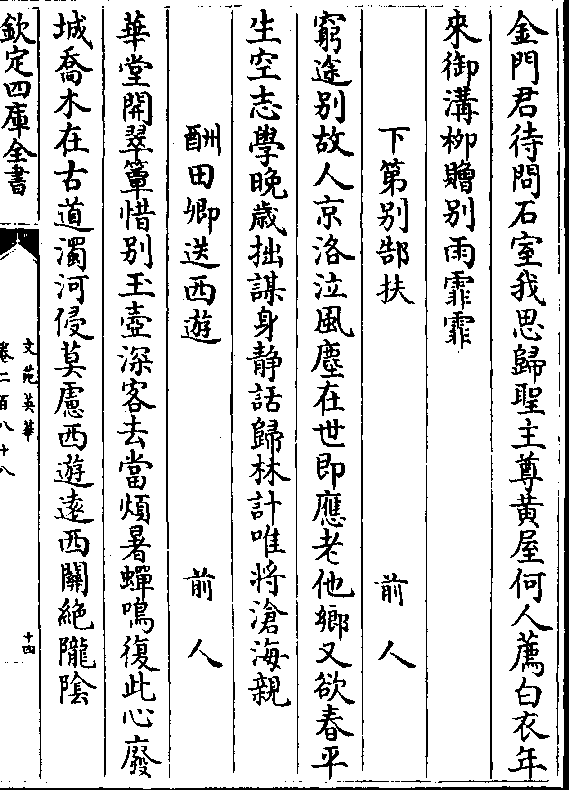 金門君待問石室我思歸聖主尊黄屋何人薦白衣年
來御溝柳贈別雨霏霏
下第別郜扶　前人
窮途別故人京洛泣風塵在世即應老他鄉又欲春平
生空志學晚歲拙謀身靜話歸林計唯將滄海親
酬田卿送西遊　前人
華堂開翠簟惜別玉壺深客去當煩暑蟬鳴復此心廢
城喬木在古道濁河侵莫慮西遊遠西關絶隴隂
欽定四庫全書
文苑英華
卷二百八十八
十四